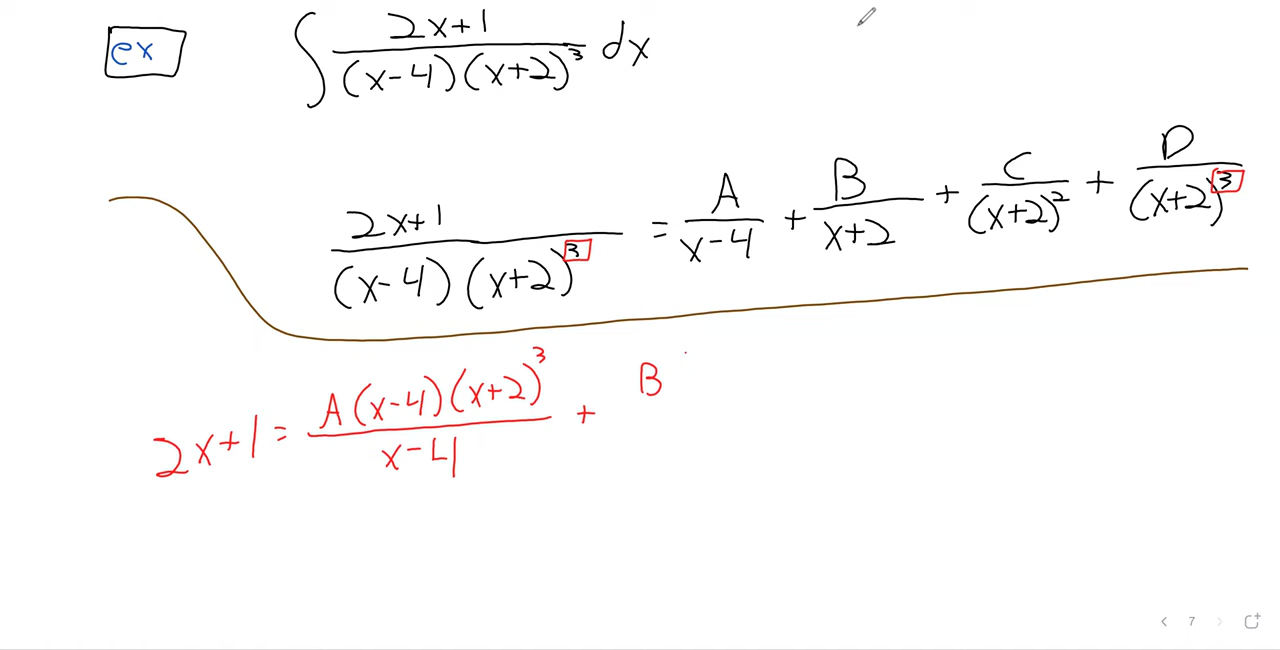 ex ∫ (2x+1)/((x-4)(x+2)³) dx
(2x+1)/((x-4)(x+2)³) = A/(x-4) + B/(x+2) + C/(x+2)² + D/(x+2)³
2x+1 = (A(x-4)(x+2)³)/(x-4) + B
7